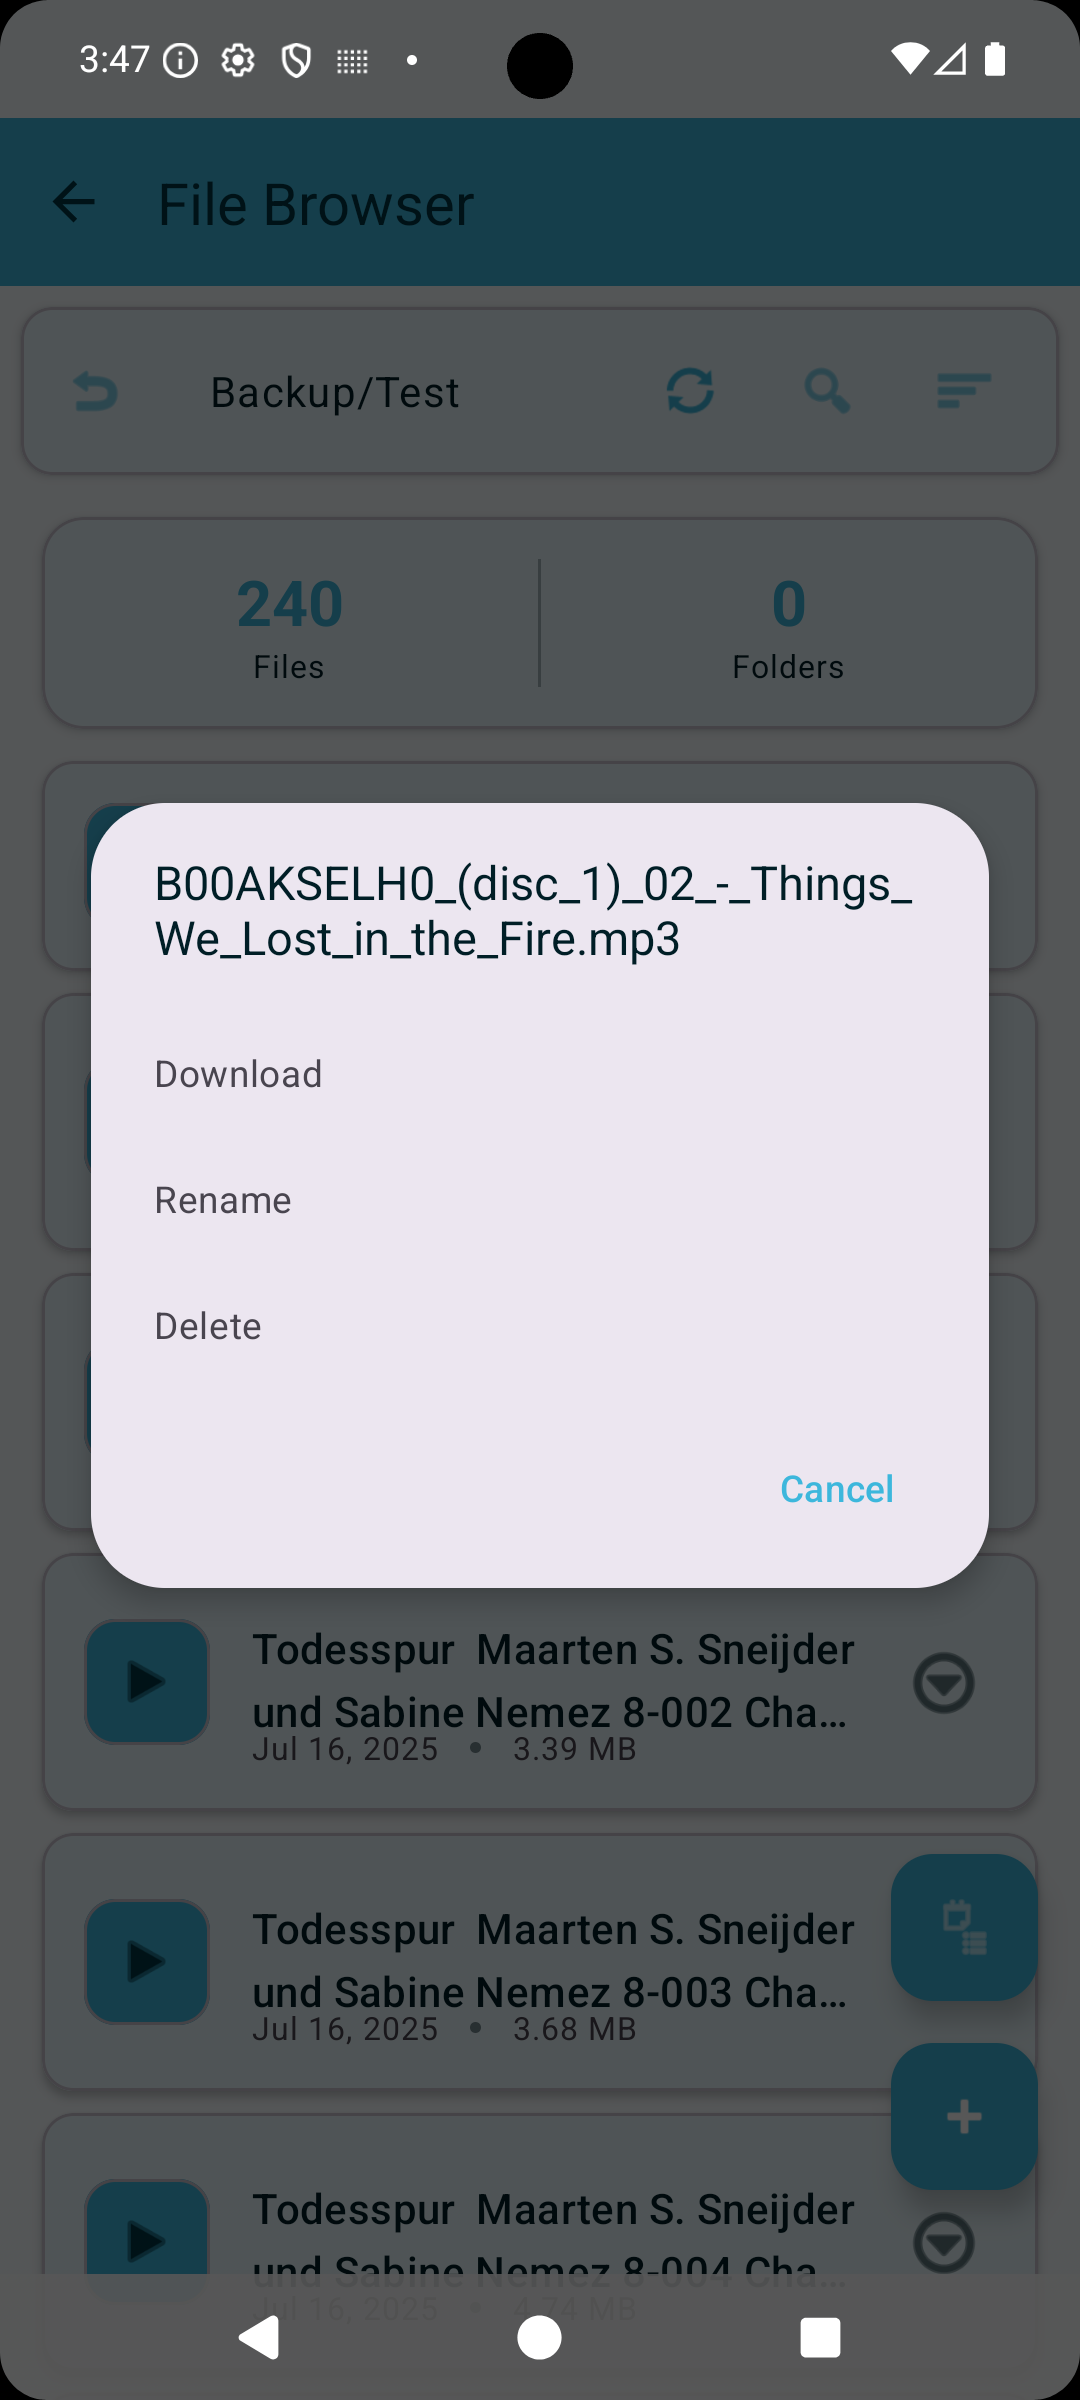 3:47
File Browser
Backup/Test
240
Files
0
Folders
B00AKSELH0_(disc_1)_02_-_Things_
We_Lost_in_the_Fire.mp3
Download
Rename
Delete
Cancel
Todesspur  Maarten S. Sneijder
und Sabine Nemez 8-002 Cha...
Jul 16, 2025 • 3.39 MB
Todesspur  Maarten S. Sneijder
und Sabine Nemez 8-003 Cha...
Jul 16, 2025 • 3.68 MB
Todesspur  Maarten S. Sneijder
und Sabine Nemez 8-004 Cha...
Jul 16, 2025 • 4.74 MB